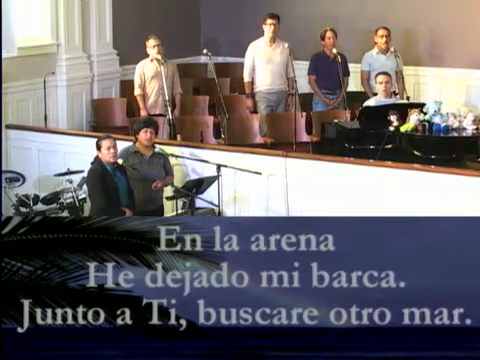 En la arena
He dejado mi barca.
Junto a Ti, buscare otro mar.